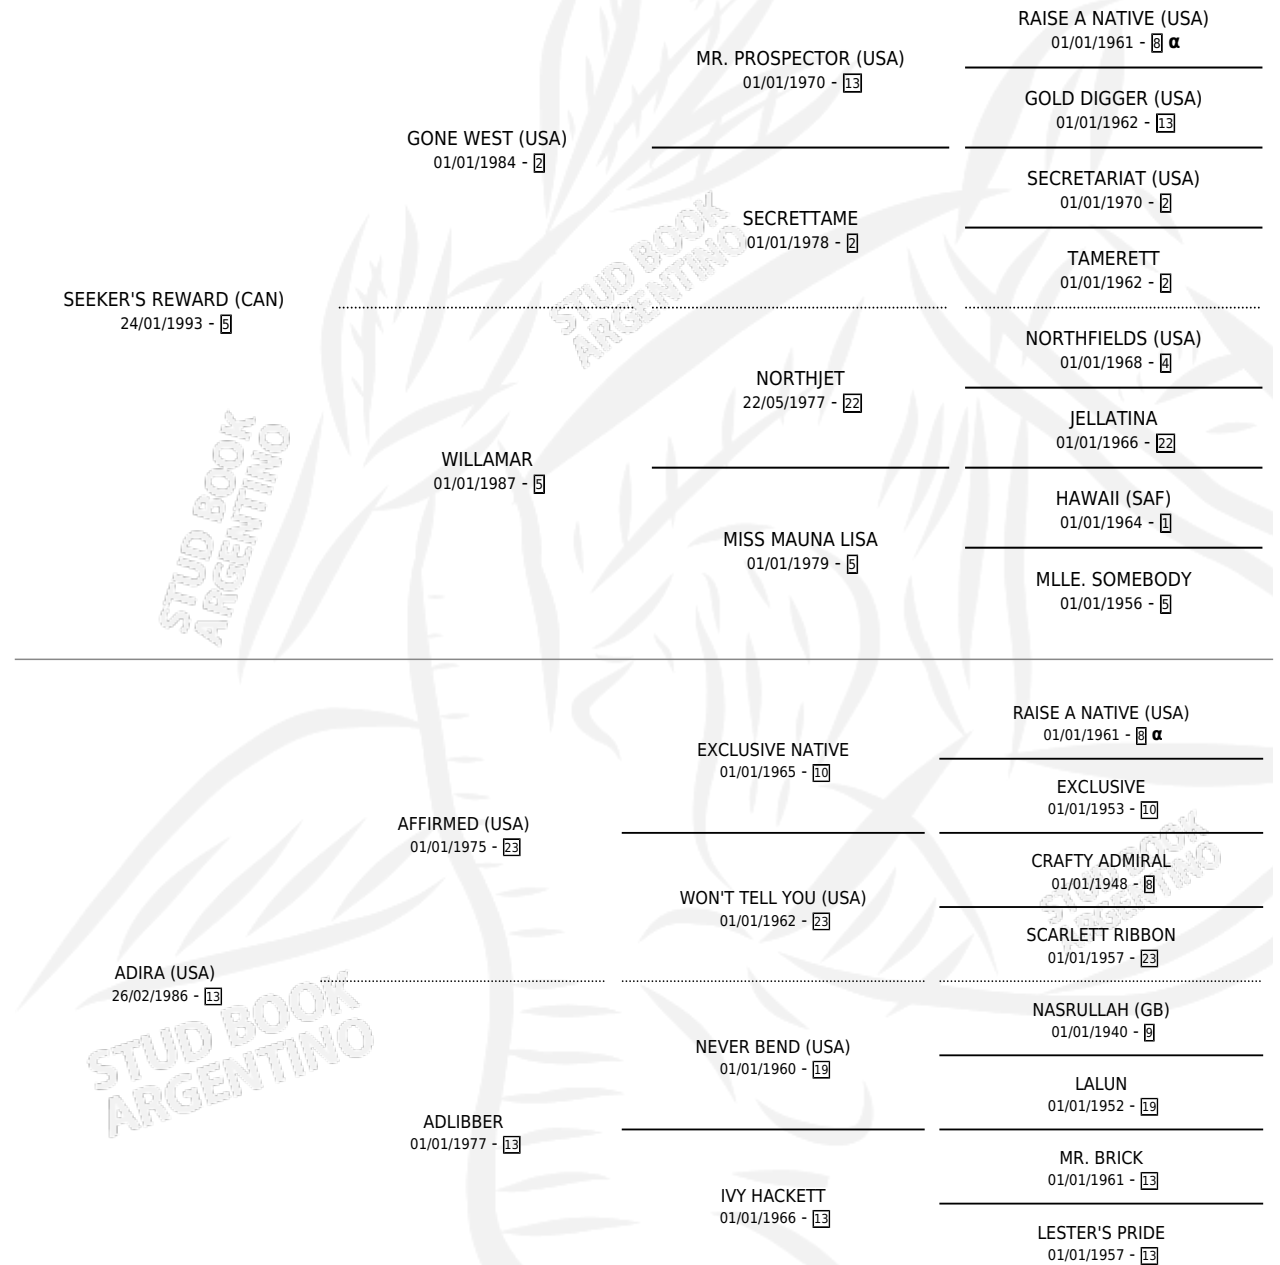 RAISE A NATIVE (USA)
01/01/1961 - 8 α
MR. PROSPECTOR (USA)
01/01/1970 - 13
GOLD DIGGER (USA)
01/01/1962 - 13
GONE WEST (USA)
01/01/1984 - 2
SECRETARIAT (USA)
01/01/1970 - 2
SECRETTAME
01/01/1978 - 2
TAMERETT
01/01/1962 - 2
STUD BOOK
ARGENTINO
SEEKER'S REWARD (CAN)
24/01/1993 - 5
NORTHFIELDS (USA)
01/01/1968 - 4
NORTHJET
22/05/1977 - 22
JELLATINA
01/01/1966 - 22
WILLAMAR
01/01/1987 - 5
HAWAII (SAF)
01/01/1964 - 1
MISS MAUNA LISA
01/01/1979 - 5
MLLE. SOMEBODY
01/01/1956 - 5
STUD BOOK
ARGENTINO
RAISE A NATIVE (USA)
01/01/1961 - 8 α
EXCLUSIVE NATIVE
01/01/1965 - 10
EXCLUSIVE
01/01/1953 - 10
AFFIRMED (USA)
01/01/1975 - 23
CRAFTY ADMIRAL
01/01/1948 - 8
WON'T TELL YOU (USA)
01/01/1962 - 23
SCARLETT RIBBON
01/01/1957 - 23
STUD BOOK
ARGENTINO
ADIRA (USA)
26/02/1986 - 13
NASRULLAH (GB)
01/01/1940 - 9
NEVER BEND (USA)
01/01/1960 - 19
LALUN
01/01/1952 - 19
STUD BOOK
ARGENTINO
ADLIBBER
01/01/1977 - 13
MR. BRICK
01/01/1961 - 13
IVY HACKETT
01/01/1966 - 13
LESTER'S PRIDE
01/01/1957 - 13